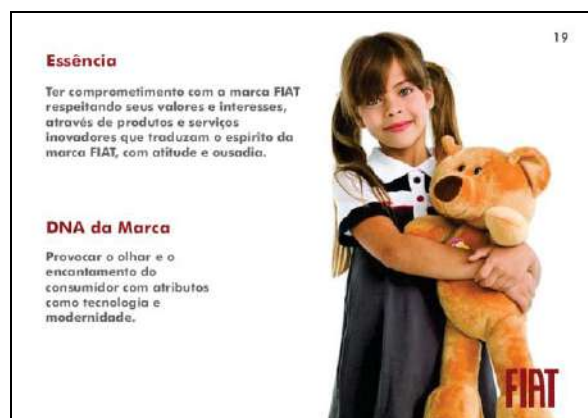 19
Essência
Ter comprometimento com a marca FIAT
respeitando seus valores e interesses,
através de produtos e serviços
inovadores que traduzam o espírito da
marca FIAT, com atitude e ousadia.
DNA da Marca
Provocar o olhar e o
encantamento do
consumidor com atributos
como tecnologia e
modernidade.
FIAT